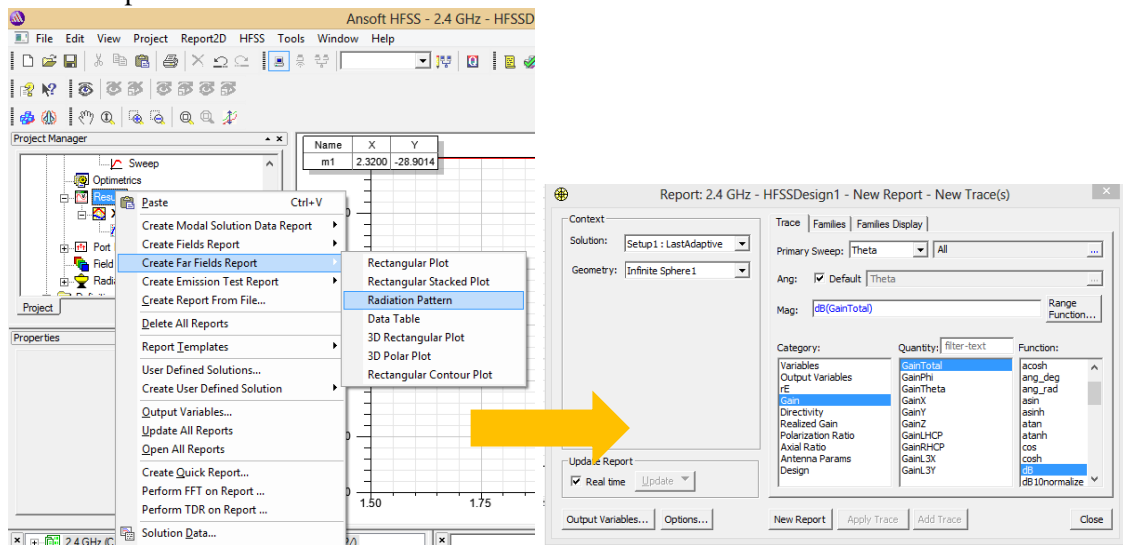 Ansoft HFSS - 2.4 GHz - HFSSD
File Edit View Project Report2D HFSS Tools Window Help
Project Manager
Sweep
Optimetrics
Resu
Port
Field
Radi
Project
Properties
Name X Y
m1 2.3200 -28.9014
1.50 1.75
Paste Ctrl+V
Create Modal Solution Data Report
Create Fields Report
Create Far Fields Report
Create Emission Test Report
Create Report From File...
Delete All Reports
Report Templates
User Defined Solutions...
Create User Defined Solution
Output Variables...
Update All Reports
Open All Reports
Create Quick Report...
Perform FFT on Report ...
Perform TDR on Report ...
Solution Data...
Rectangular Plot
Rectangular Stacked Plot
Radiation Pattern
Data Table
3D Rectangular Plot
3D Polar Plot
Rectangular Contour Plot
2.4 GHz (C
Report: 2.4 GHz - HFSSDesign1 - New Report - New Trace(s)
Context
Solution: Setup1 : LastAdaptive
Geometry: Infinite Sphere1
Update Report
Real time Update
Output Variables... Options...
Trace Families Families Display
Primary Sweep: Theta All ...
Ang: Default Theta ...
Mag: dB(GainTotal) Range Function...
Category:
Variables
Output Variables
rE
Gain
Directivity
Realized Gain
Polarization Ratio
Axial Ratio
Antenna Params
Design
Quantity: filter-text
GainTotal
GainPhi
GainTheta
GainX
GainY
GainZ
GainLHCP
GainRHCP
GainL3X
GainL3Y
Function:
acosh
ang_deg
ang_rad
asin
asinh
atan
atanh
cos
cosh
dB
dB10normalize
New Report Apply Trace Add Trace Close